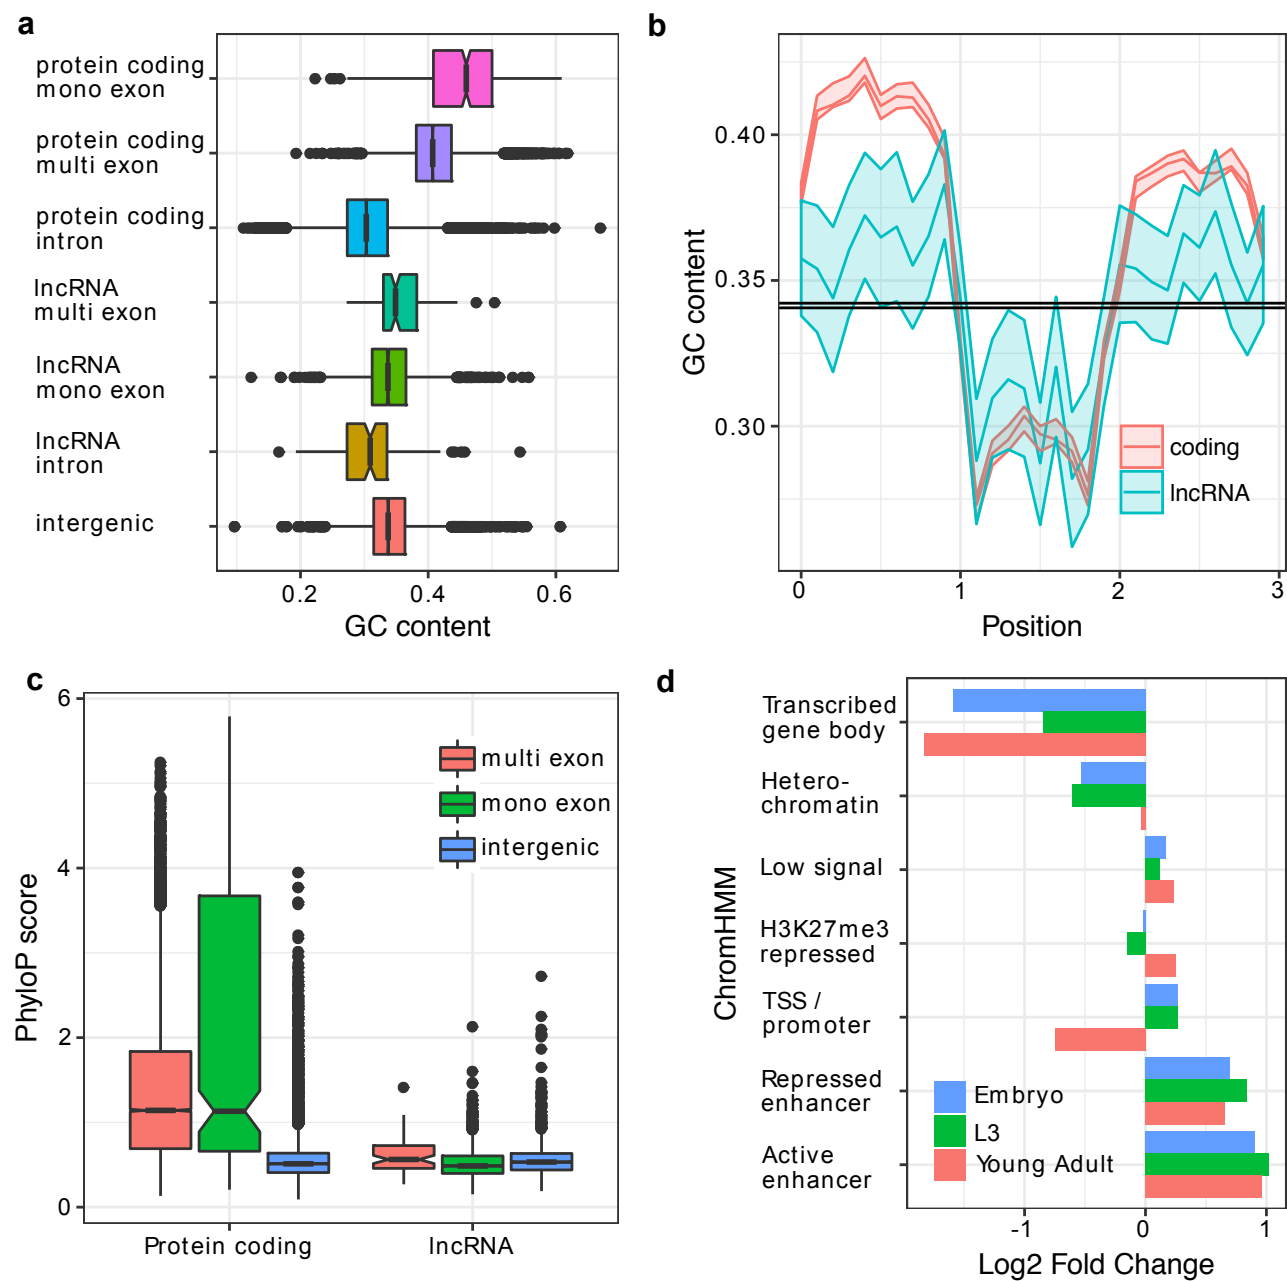 a
protein coding
mono exon
protein coding
multi exon
protein coding
intron
lncRNA
multi exon
lncRNA
mono exon
lncRNA
intron
intergenic
0.2
0.4
0.6
GC content
b
GC content
0.40
0.35
0.30
coding
lncRNA
0
1
2
3
Position
c
PhyloP score
6
4
2
0
multi exon
mono exon
intergenic
Protein coding
lncRNA
d
ChromHMM
Transcribed
gene body
Hetero-
chromatin
Low signal
H3K27me3
repressed
TSS /
promoter
Repressed
enhancer
Active
enhancer
Embryo
L3
Young Adult
-1
0
1
Log2 Fold Change